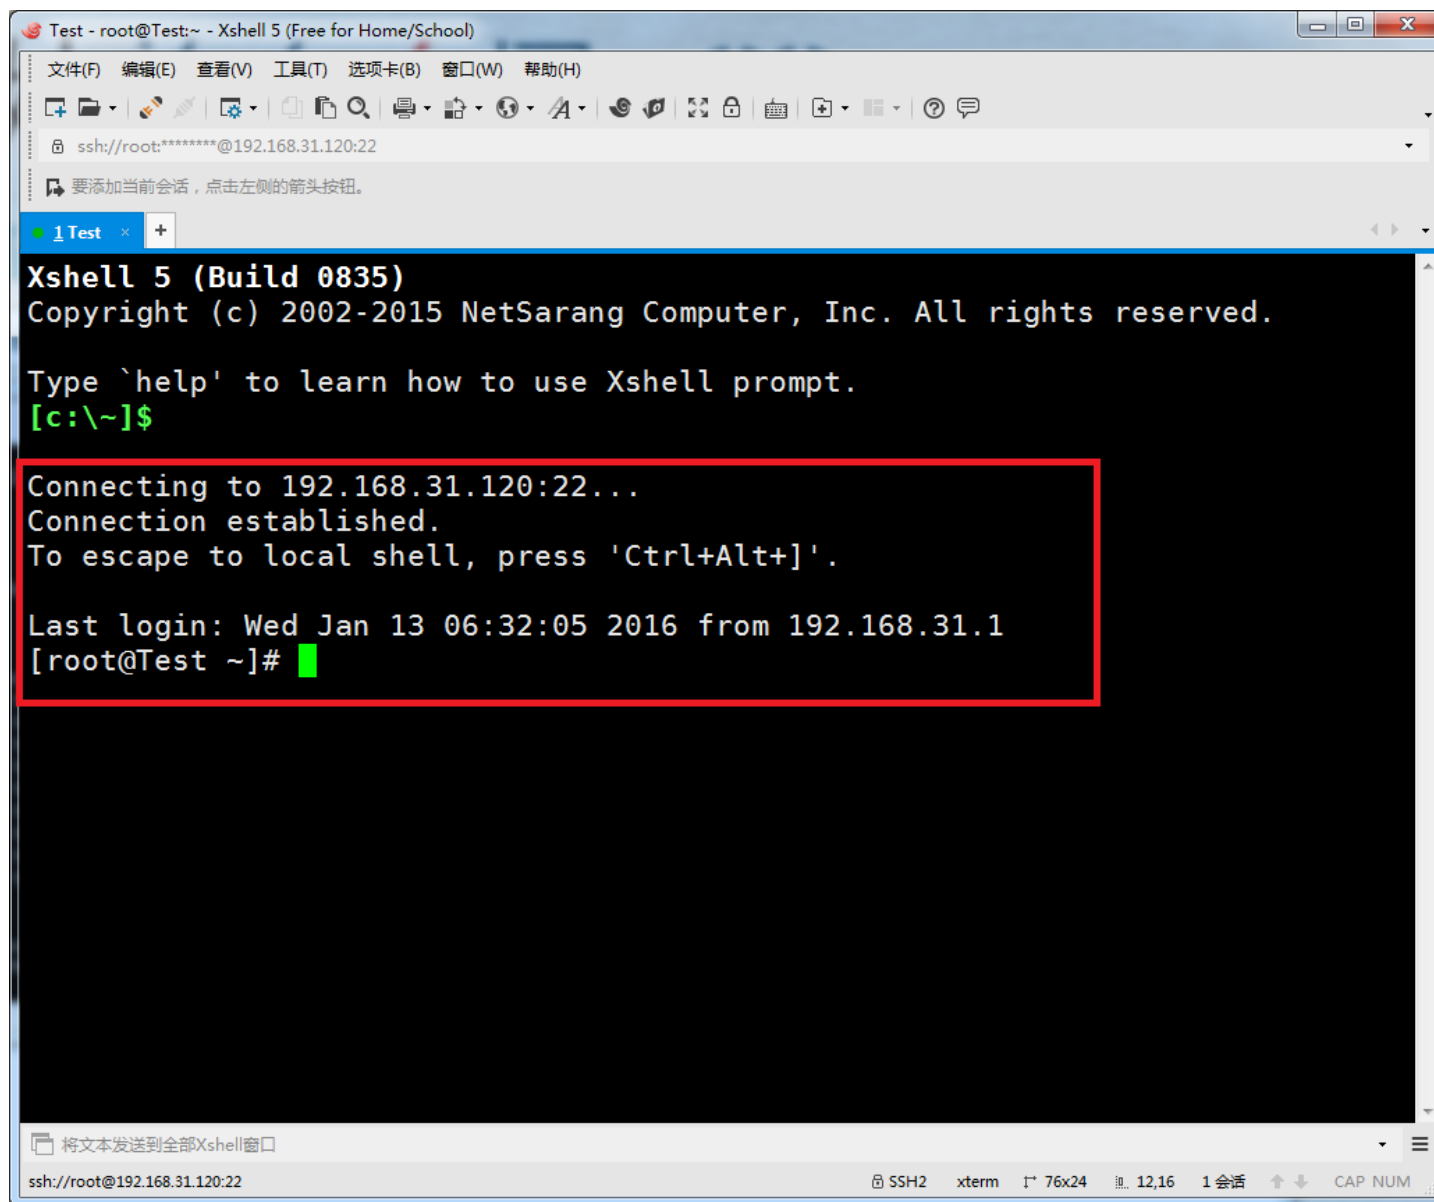 Test - root@Test:~ - Xshell 5 (Free for Home/School)
文件(F) 编辑(E) 查看(V) 工具(T) 选项卡(B) 窗口(W) 帮助(H)
ssh://root:********@192.168.31.120:22
要添加当前会话，点击左侧的箭头按钮。
1 Test × +
Xshell 5 (Build 0835)
Copyright (c) 2002-2015 NetSarang Computer, Inc. All rights reserved.
Type `help' to learn how to use Xshell prompt.
[c:\~]$
Connecting to 192.168.31.120:22...
Connection established.
To escape to local shell, press 'Ctrl+Alt+]'.
Last login: Wed Jan 13 06:32:05 2016 from 192.168.31.1
[root@Test ~]#
将文本发送到全部Xshell窗口
ssh://root@192.168.31.120:22 SSH2 xterm 76x24 12,16 1 会话 CAP NUM